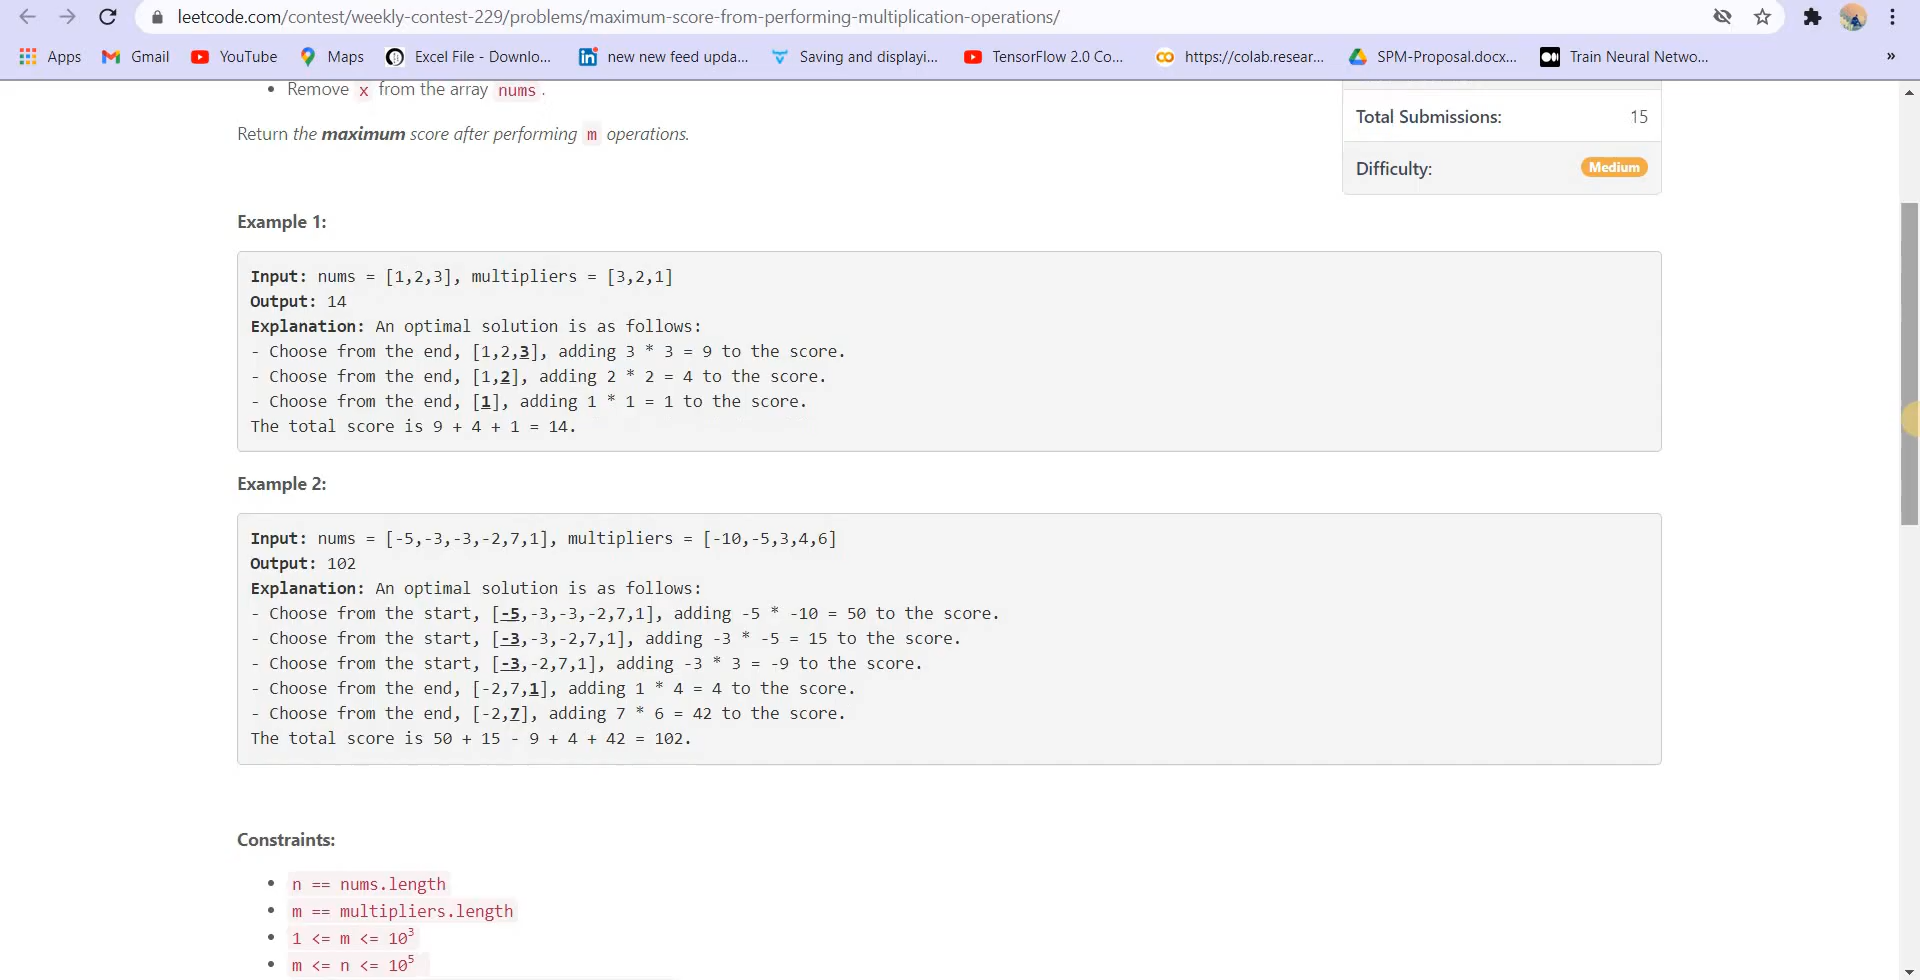 leetcode.com/contest/weekly-contest-229/problems/maximum-score-from-performing-multiplication-operations/
Apps Gmail YouTube Maps Excel File - Downlo... new new feed upda... Saving and displayi... TensorFlow 2.0 Co... https://colab.resear... SPM-Proposal.docx... Train Neural Netwo... »
Remove x from the array nums.
Return the maximum score after performing m operations.
Total Submissions: 15
Difficulty: Medium
Example 1:
Input: nums = [1,2,3], multipliers = [3,2,1]
Output: 14
Explanation: An optimal solution is as follows:
- Choose from the end, [1,2,3], adding 3 * 3 = 9 to the score.
- Choose from the end, [1,2], adding 2 * 2 = 4 to the score.
- Choose from the end, [1], adding 1 * 1 = 1 to the score.
The total score is 9 + 4 + 1 = 14.
Example 2:
Input: nums = [-5,-3,-3,-2,7,1], multipliers = [-10,-5,3,4,6]
Output: 102
Explanation: An optimal solution is as follows:
- Choose from the start, [-5,-3,-3,-2,7,1], adding -5 * -10 = 50 to the score.
- Choose from the start, [-3,-3,-2,7,1], adding -3 * -5 = 15 to the score.
- Choose from the start, [-3,-2,7,1], adding -3 * 3 = -9 to the score.
- Choose from the end, [-2,7,1], adding 1 * 4 = 4 to the score.
- Choose from the end, [-2,7], adding 7 * 6 = 42 to the score.
The total score is 50 + 15 - 9 + 4 + 42 = 102.
Constraints:
n == nums.length
m == multipliers.length
1 <= m <= 10³
m <= n <= 10⁵